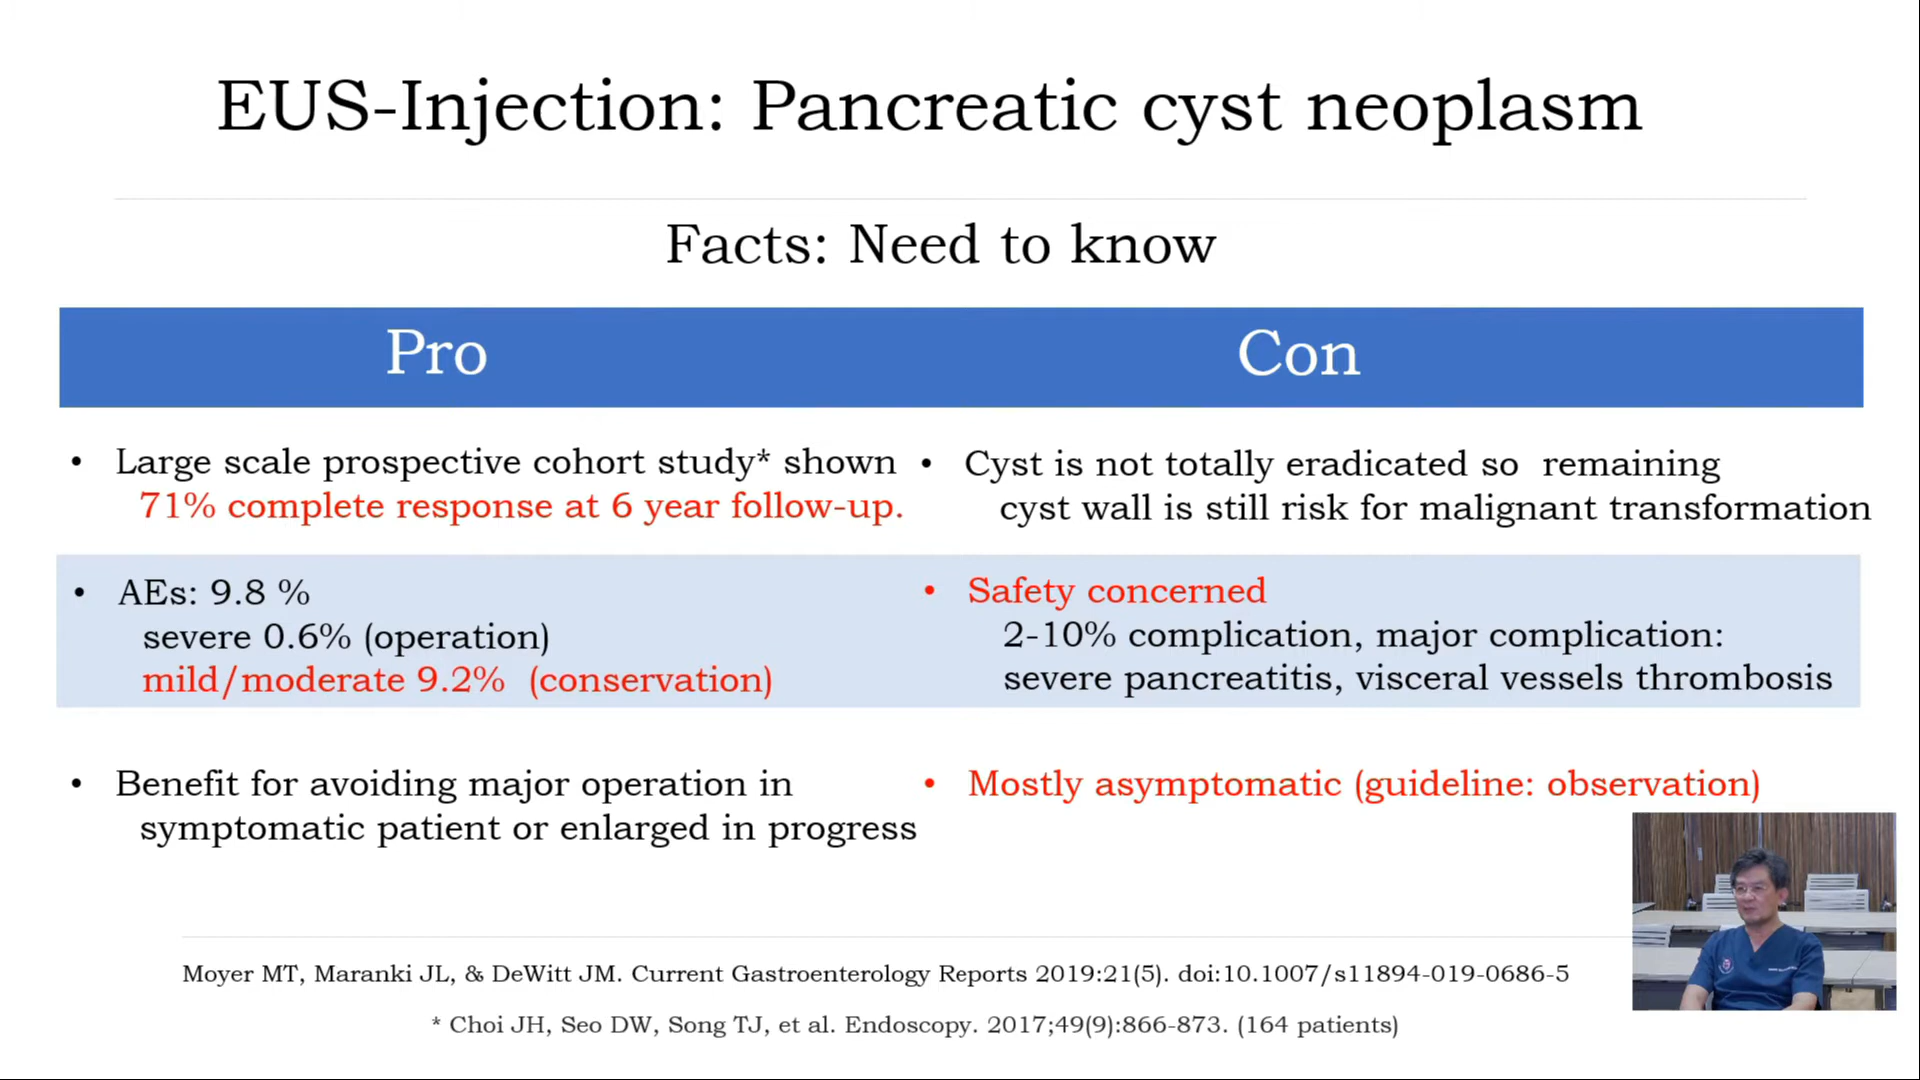 EUS-Injection: Pancreatic cyst neoplasm
Facts: Need to know
Pro
Con
• Large scale prospective cohort study* shown
71% complete response at 6 year follow-up.
• Cyst is not totally eradicated so remaining
cyst wall is still risk for malignant transformation
• AEs: 9.8 %
severe 0.6% (operation)
mild/moderate 9.2% (conservation)
• Safety concerned
2-10% complication, major complication:
severe pancreatitis, visceral vessels thrombosis
• Benefit for avoiding major operation in
symptomatic patient or enlarged in progress
• Mostly asymptomatic (guideline: observation)
Moyer MT, Maranki JL, & DeWitt JM. Current Gastroenterology Reports 2019:21(5). doi:10.1007/s11894-019-0686-5
* Choi JH, Seo DW, Song TJ, et al. Endoscopy. 2017;49(9):866-873. (164 patients)